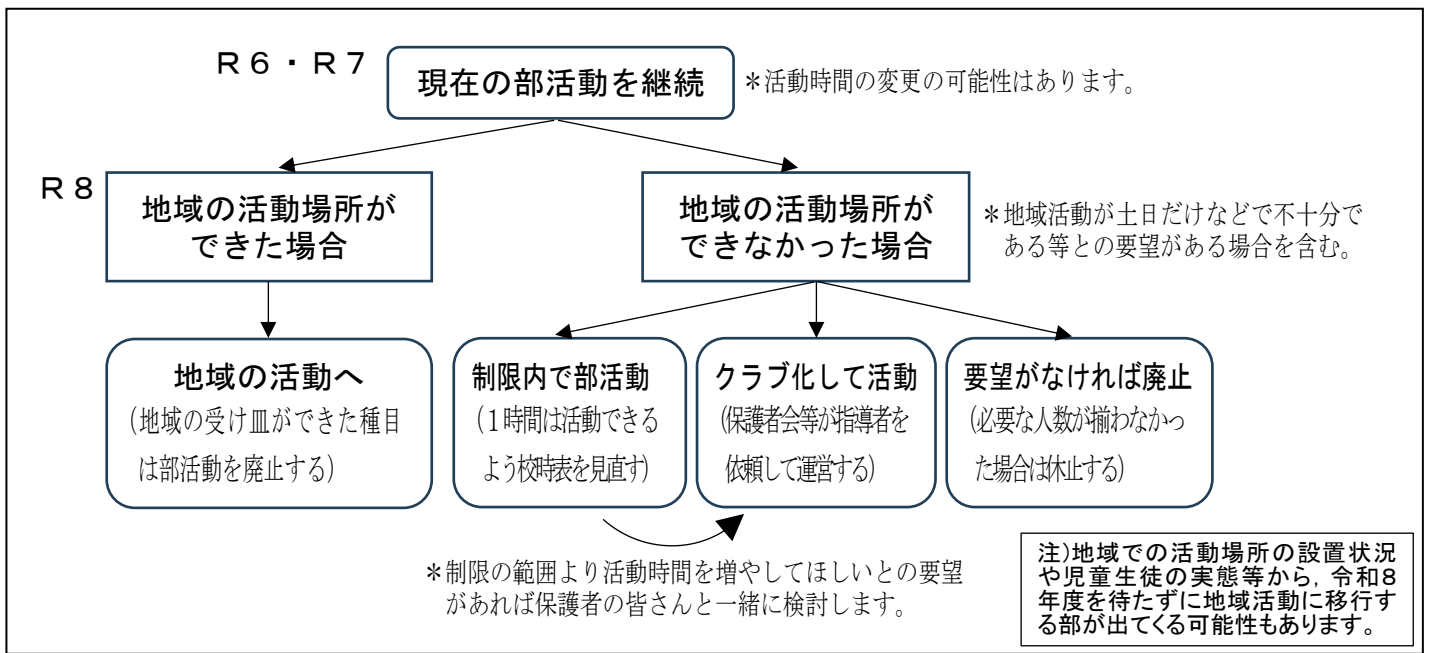 R6・R7
現在の部活動を継続
＊活動時間の変更の可能性はあります。
R8
地域の活動場所が
できた場合
地域の活動場所が
できなかった場合
＊地域活動が土日だけなどで不十分で
ある等との要望がある場合を含む。
地域の活動へ
(地域の受け皿ができた種目
は部活動を廃止する)
制限内で部活動
(1時間は活動できる
よう校時表を見直す)
クラブ化して活動
(保護者会等が指導者を
依頼して運営する)
要望がなければ廃止
(必要な人数が揃わなかっ
た場合は休止する)
＊制限の範囲より活動時間を増やしてほしいとの要望
があれば保護者の皆さんと一緒に検討します。
注)地域での活動場所の設置状況
や児童生徒の実態等から，令和８
年度を待たずに地域活動に移行す
る部が出てくる可能性もあります。